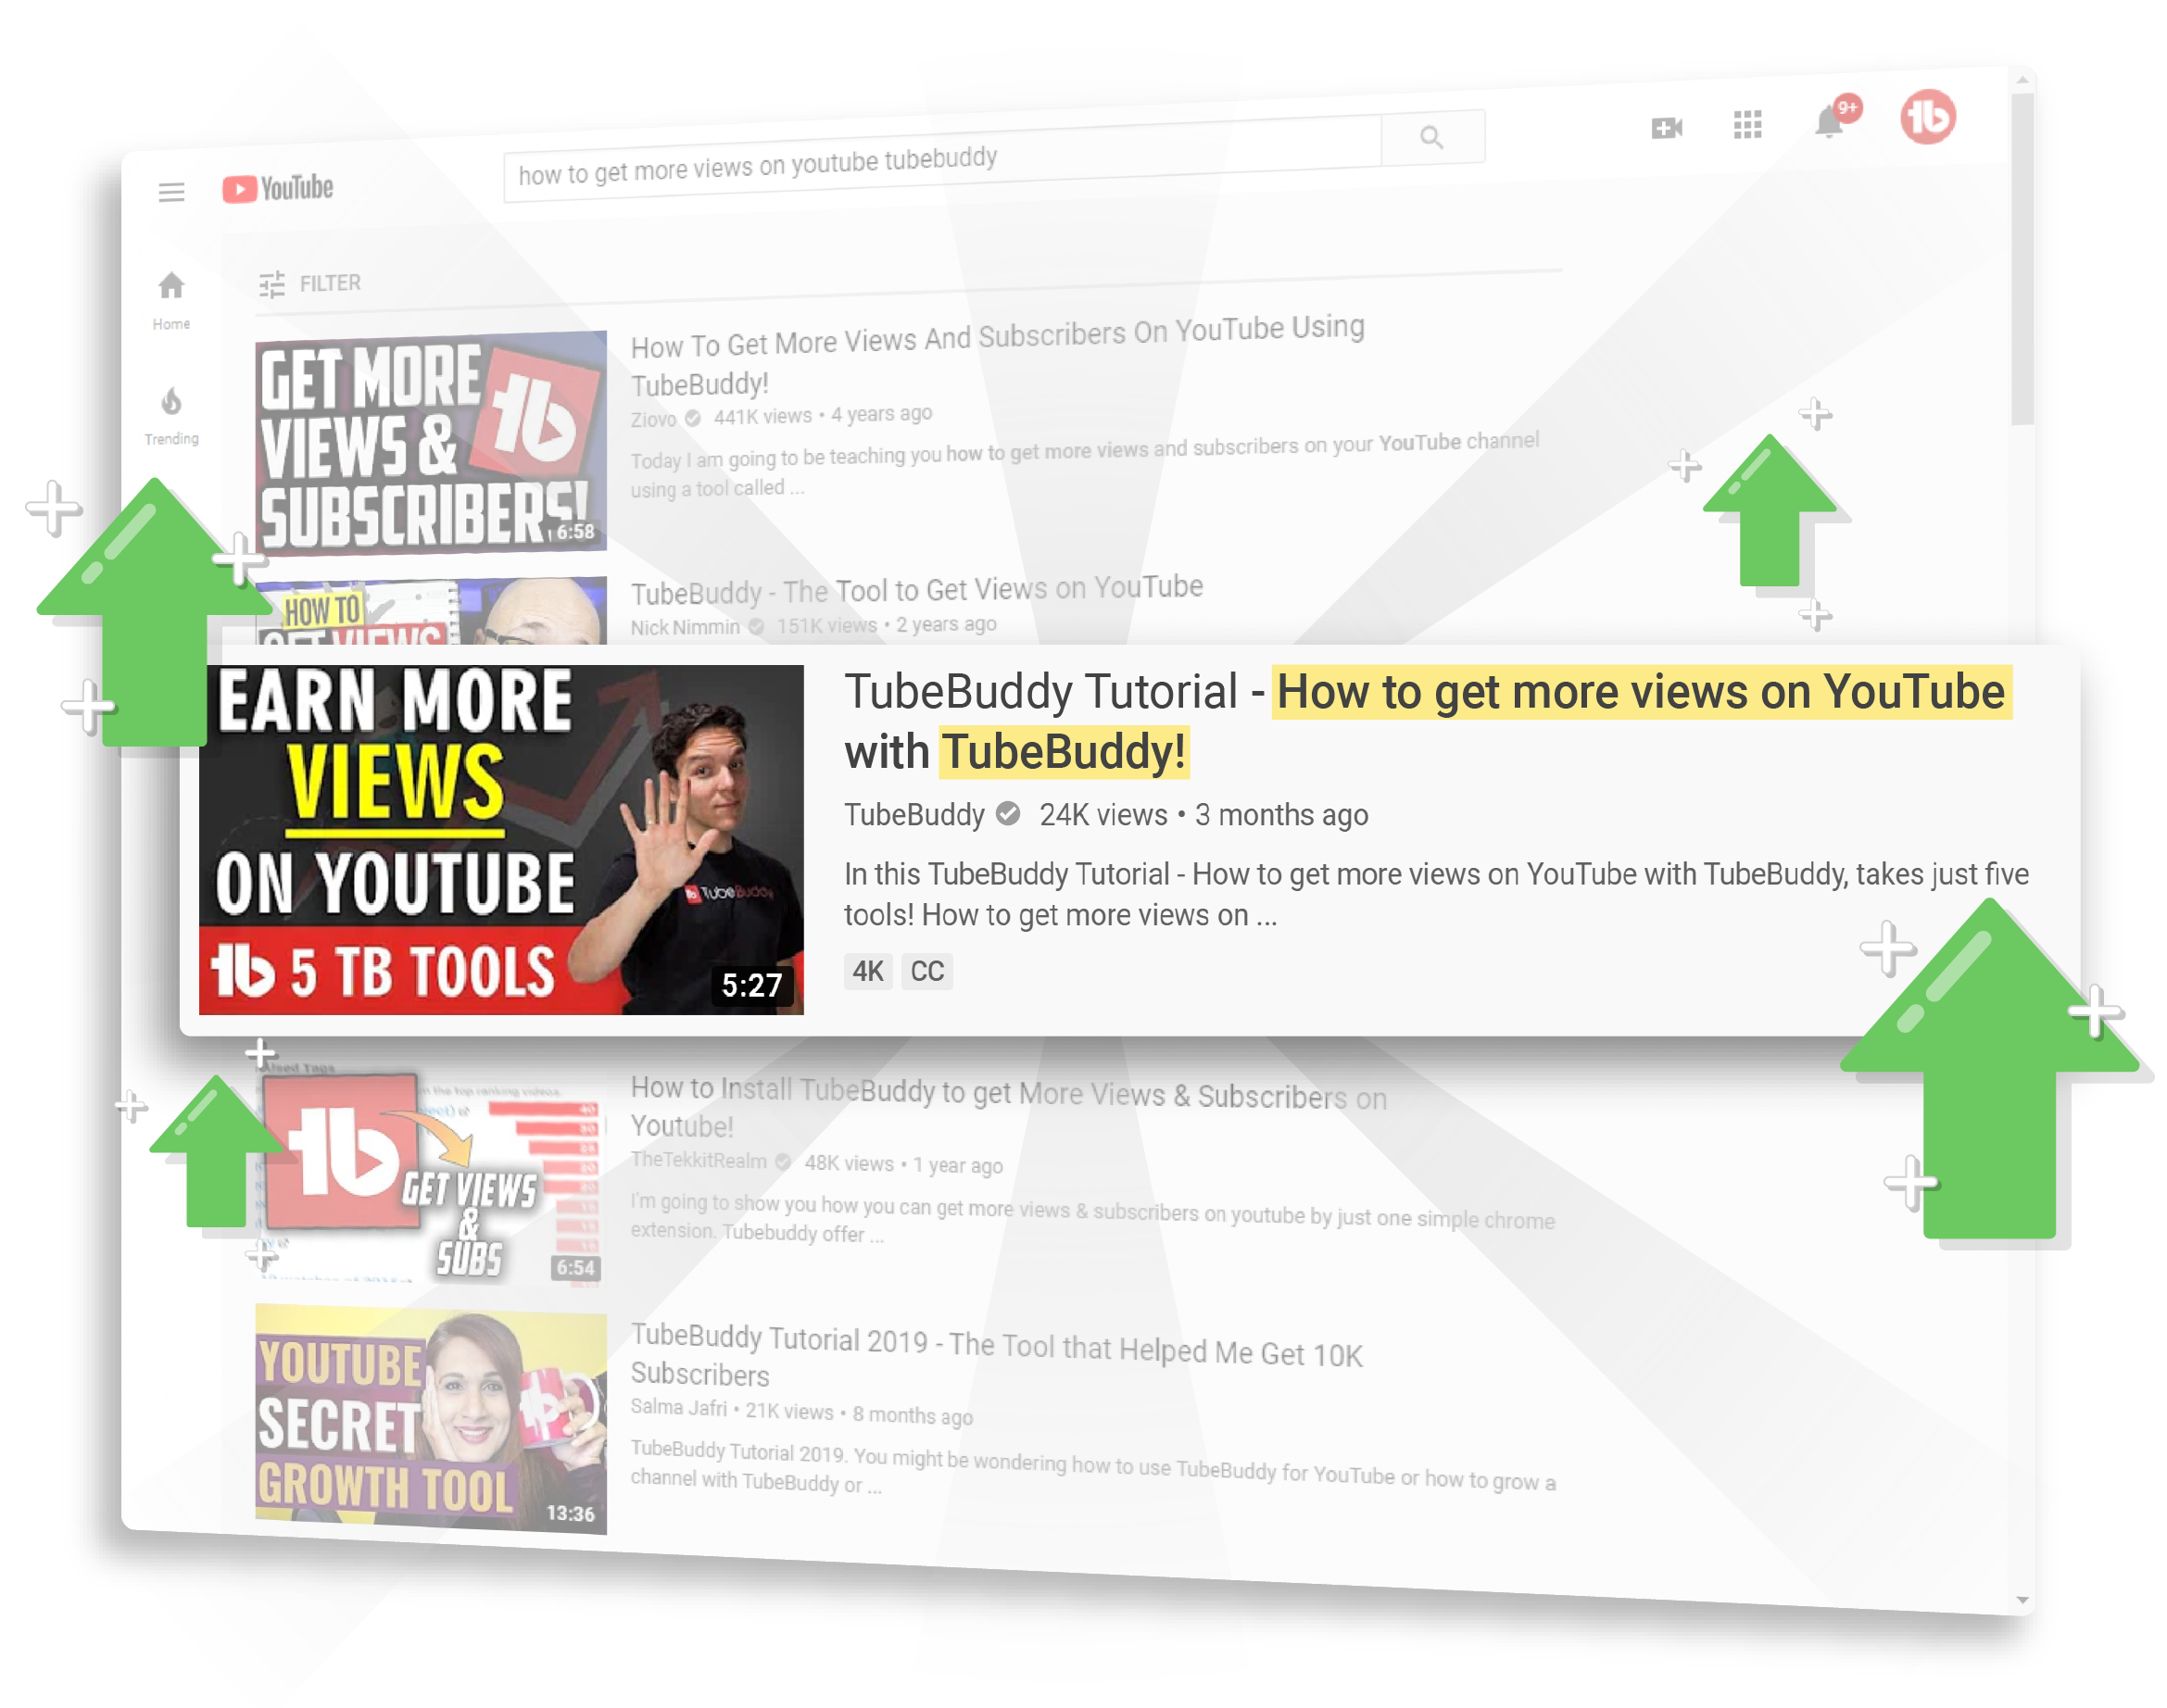 YouTube
how to get more views on youtube tubebuddy
9+
FILTER
Home
Trending
GET MORE
VIEWS &
SUBSCRIBERS!
6:58
How To Get More Views And Subscribers On YouTube Using
TubeBuddy!
Ziovo 441K views • 4 years ago
Today I am going to be teaching you how to get more views and subscribers on your YouTube channel
using a tool called ...
HOW TO
GET VIEWS
TubeBuddy - The Tool to Get Views on YouTube
Nick Nimmin 151K views • 2 years ago
EARN MORE
VIEWS
ON YOUTUBE
tb 5 TB TOOLS
TubeBuddy
5:27
TubeBuddy Tutorial - How to get more views on YouTube
with TubeBuddy!
TubeBuddy 24K views • 3 months ago
In this TubeBuddy Tutorial - How to get more views on YouTube with TubeBuddy, takes just five
tools! How to get more views on ...
4K CC
Used Tags
the top ranking videos.
tb
GET VIEWS
&
SUBS
6:54
How to Install TubeBuddy to get More Views & Subscribers on
Youtube!
TheTekkitRealm 48K views • 1 year ago
I'm going to show you how you can get more views & subscribers on youtube by just one simple chrome
extension. Tubebuddy offer ...
YOUTUBE
SECRET
GROWTH TOOL
13:36
TubeBuddy Tutorial 2019 - The Tool that Helped Me Get 10K
Subscribers
Salma Jafri • 21K views • 8 months ago
TubeBuddy Tutorial 2019. You might be wondering how to use TubeBuddy for YouTube or how to grow a
channel with TubeBuddy or ...